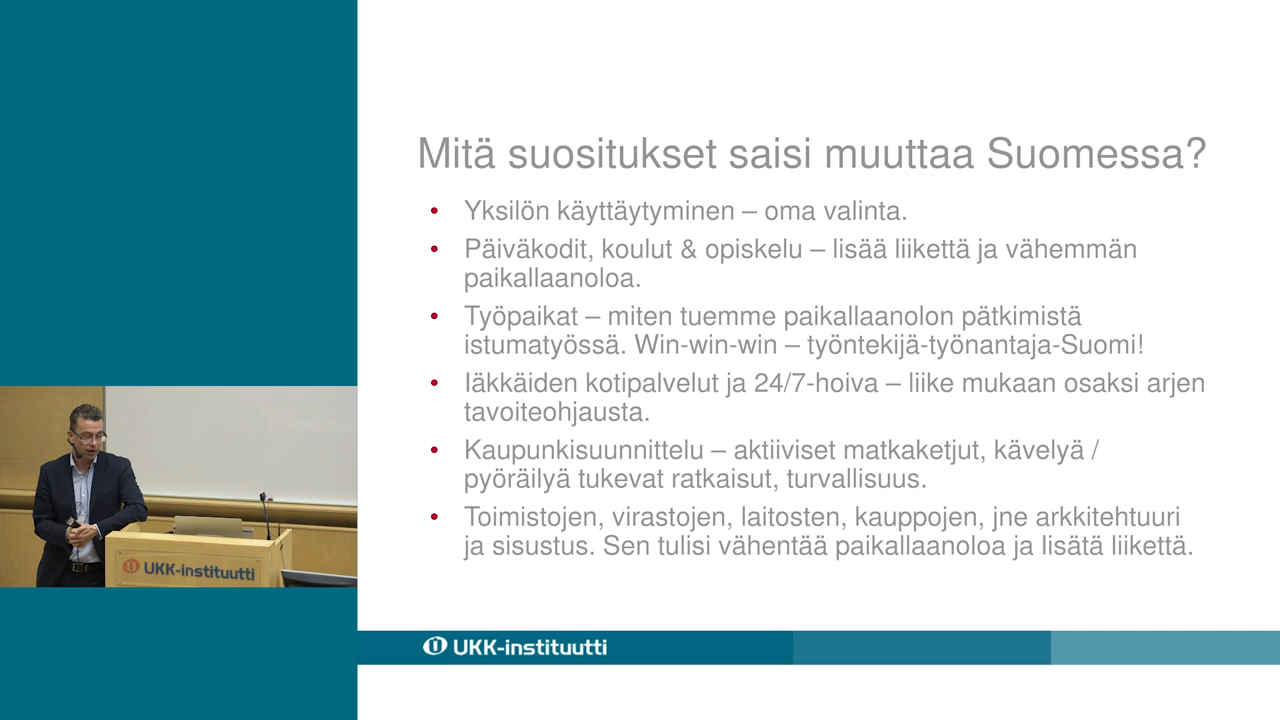 Mitä suositukset saisi muuttaa Suomessa?
• Yksilön käyttäytyminen – oma valinta.
• Päiväkodit, koulut & opiskelu – lisää liikettä ja vähemmän
paikallaanoloa.
• Työpaikat – miten tuemme paikallaanolon pätkimistä
istumatyössä. Win-win-win – työntekijä-työnantaja-Suomi!
• Iäkkäiden kotipalvelut ja 24/7-hoiva – liike mukaan osaksi arjen
tavoiteohjausta.
• Kaupunkisuunnittelu – aktiiviset matkaketjut, kävelyä /
pyöräilyä tukevat ratkaisut, turvallisuus.
• Toimistojen, virastojen, laitosten, kauppojen, jne arkkitehtuuri
ja sisustus. Sen tulisi vähentää paikallaanoloa ja lisätä liikettä.
UKK-instituutti
UKK-instituutti